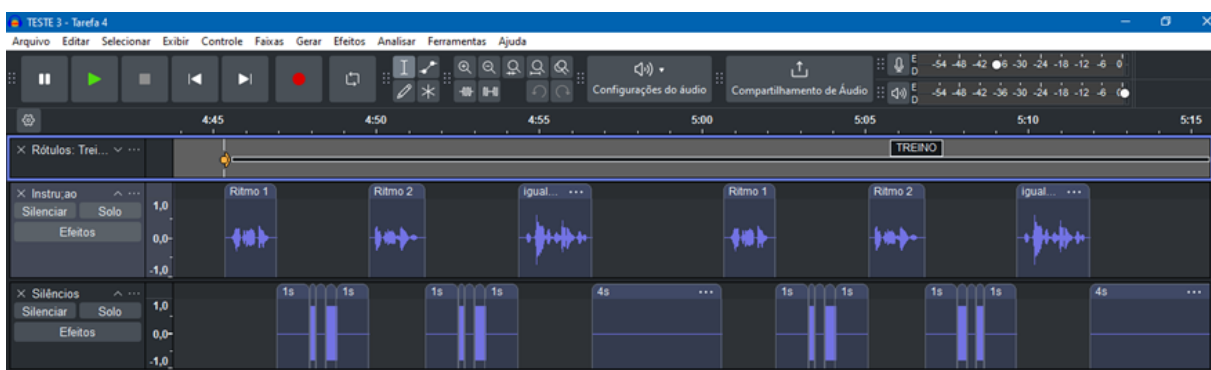 TESTE 3 - Tarefa 4
Arquivo Editar Selecionar Exibir Controle Faixas Gerar Efeitos Analisar Ferramentas Ajuda
E -54 -48 -42 -36 -30 -24 -18 -12 -6 0
D
Configurações do áudio Compartilhamento de Áudio
E -54 -48 -42 -36 -30 -24 -18 -12 -6
D
4:45 4:50 4:55 5:00 5:05 5:10 5:15
Rótulos: Trei... TREINO
Instru;ao Ritmo 1 Ritmo 2 igual... Ritmo 1 Ritmo 2 igual...
Silenciar Solo 1,0
Efeitos 0,0
-1,0
Silêncios 1s 1s 1s 1s 4s 1s 1s 1s 1s 4s
Silenciar Solo 1,0
Efeitos 0,0
-1,0